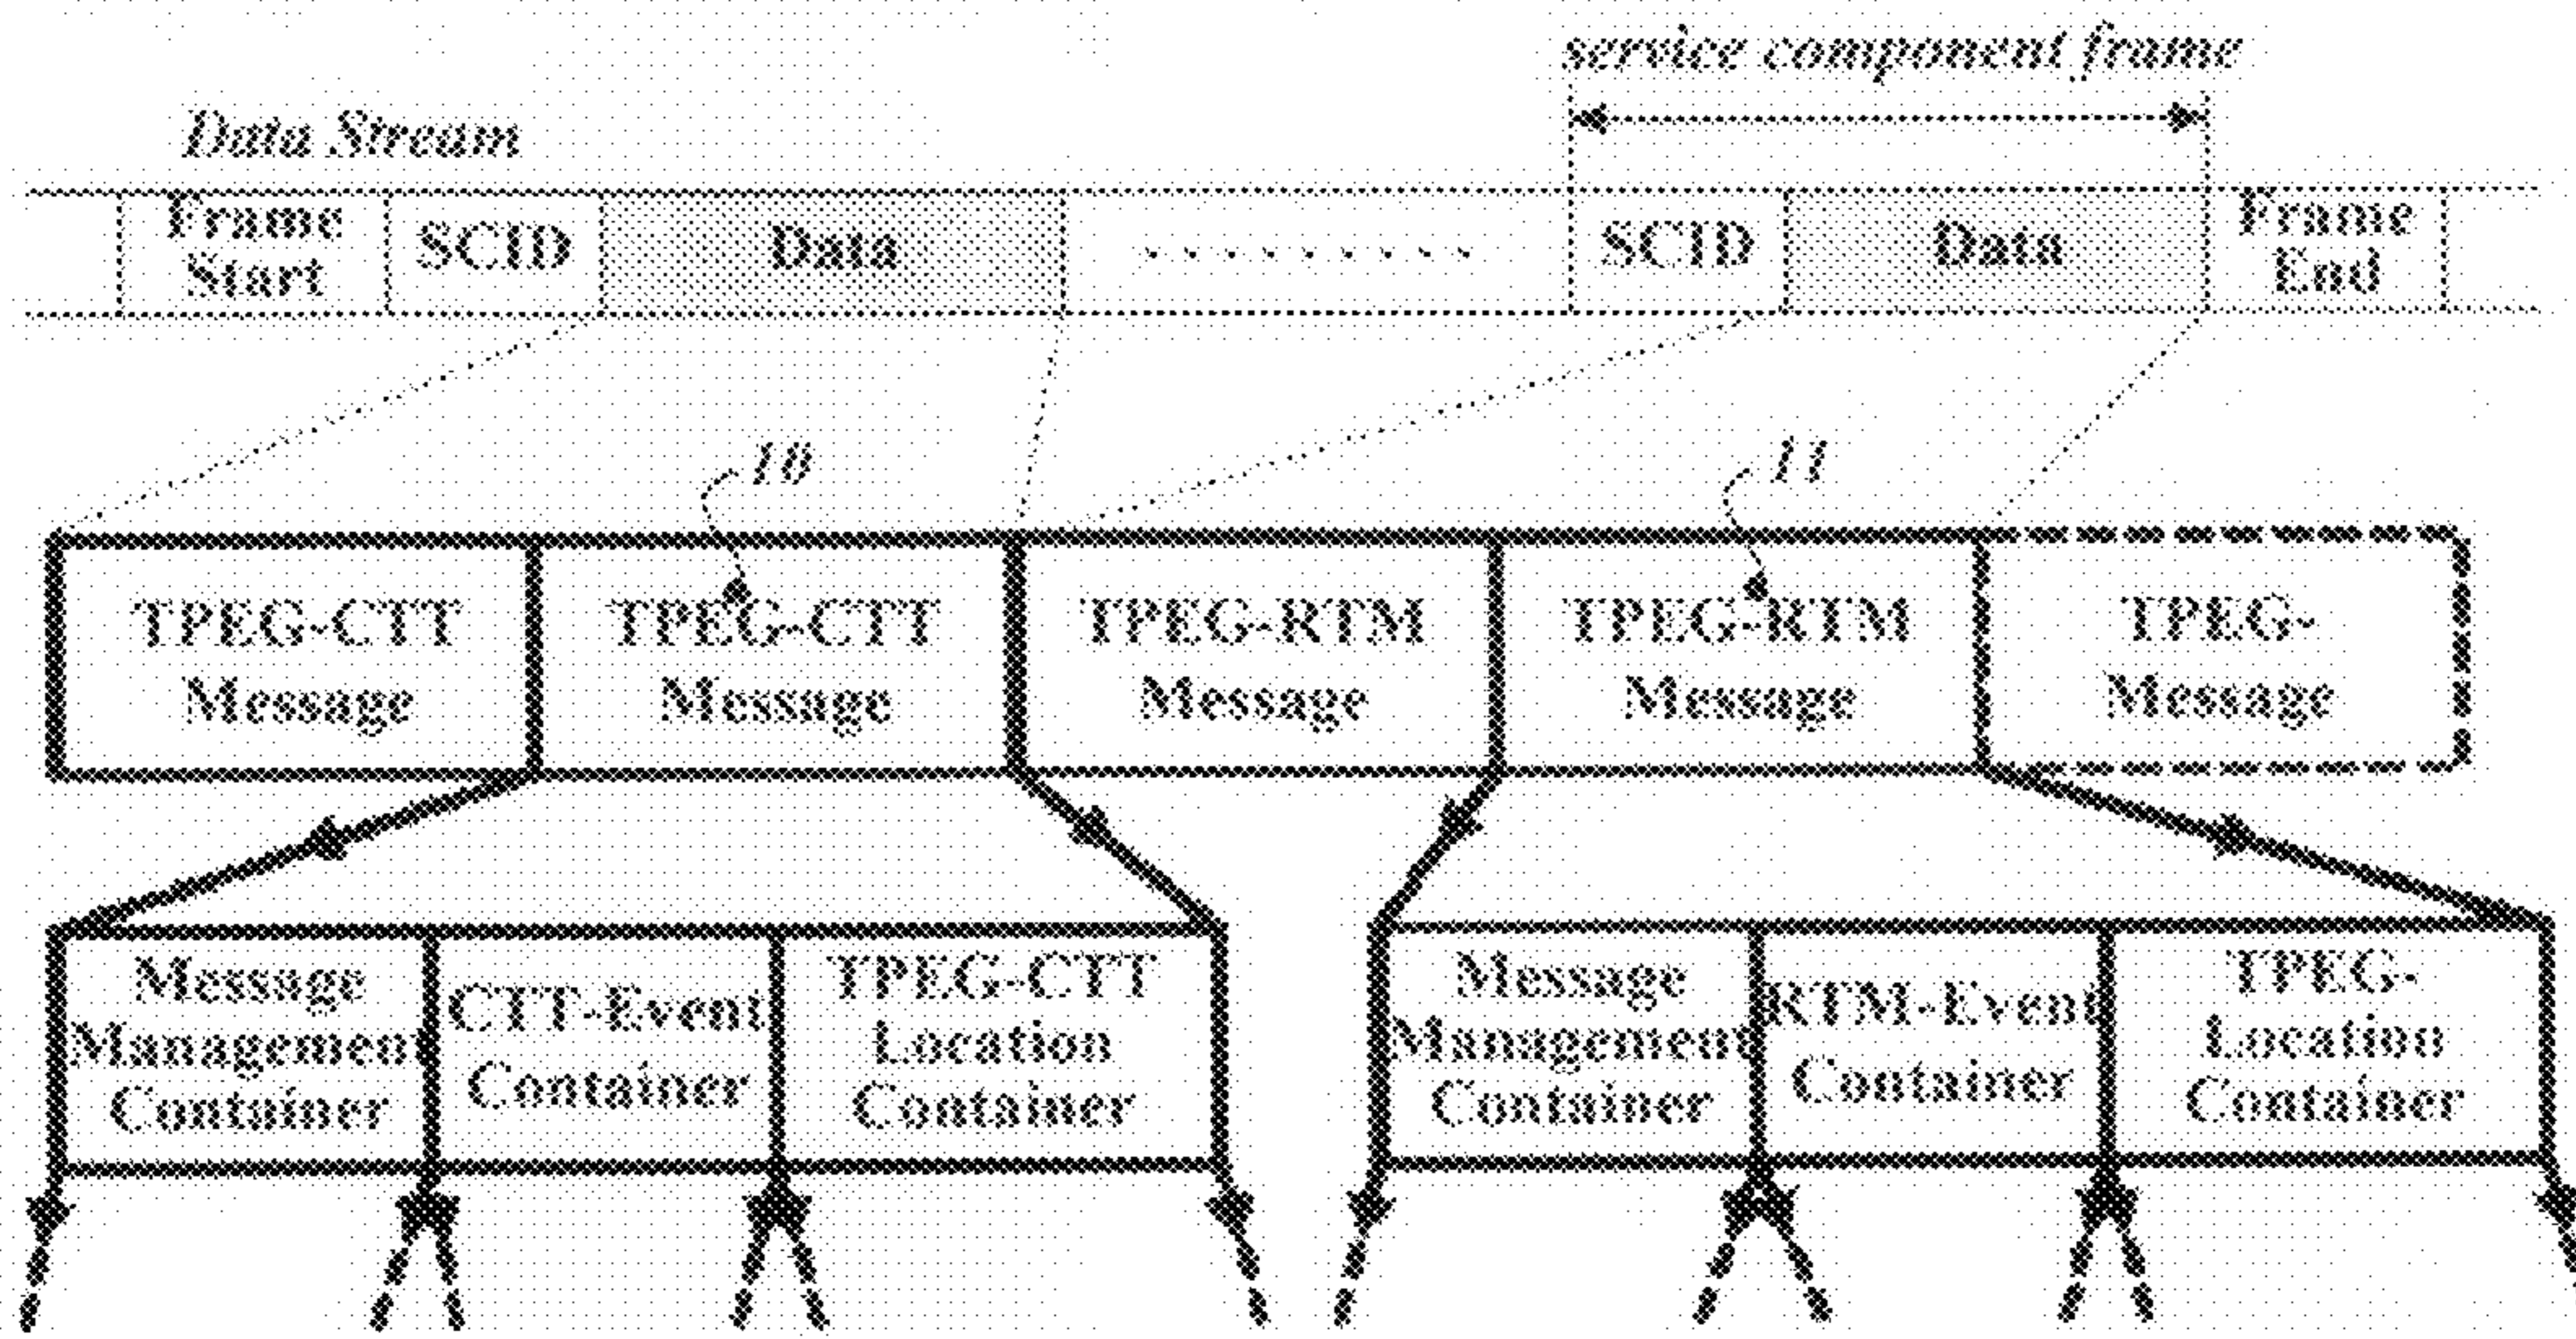 service component frame
Data Stream
Frame
Start
SCID
Data
SCID
Data
Frame
End
10
11
TPEG-CTT
Message
TPEG-CTT
Message
TPEG-RTM
Message
TPEG-RTM
Message
TPEG-
Message
Message
Management
Container
CTT-Event
Container
TPEG-CTT
Location
Container
Message
Management
Container
RTM-Event
Container
TPEG-
Location
Container